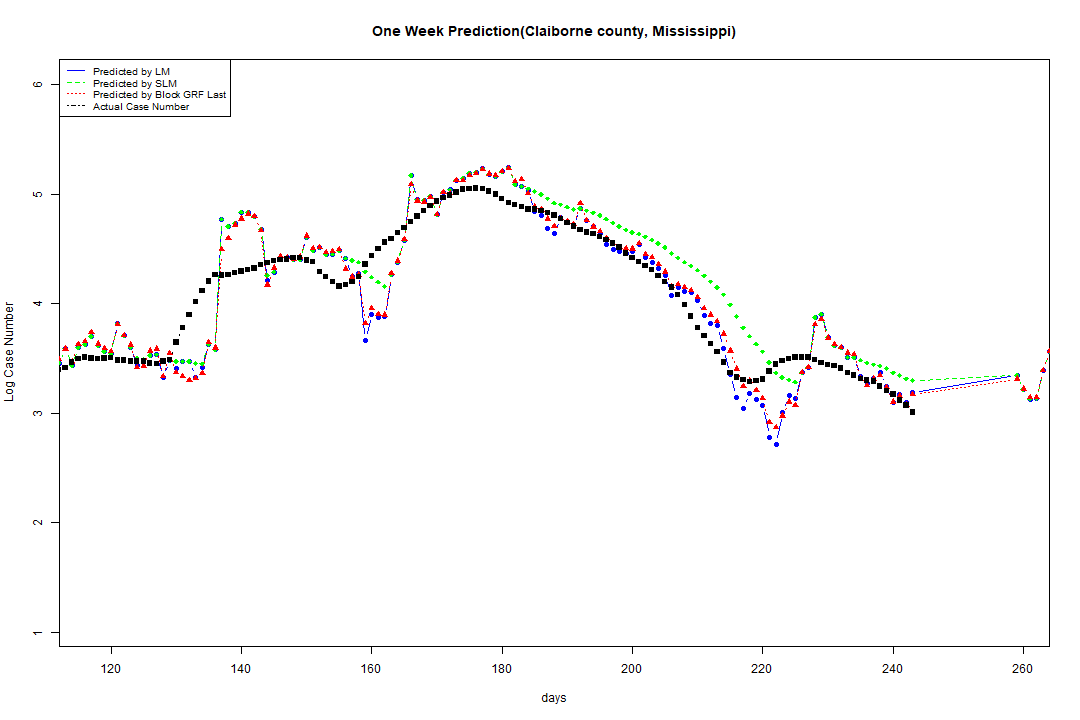 One Week Prediction(Claiborne county, Mississippi)
Predicted by LM
Predicted by SLM
Predicted by Block GRF Last
Actual Case Number
Log Case Number
6
5
4
3
2
1
120 140 160 180 200 220 240 260
days